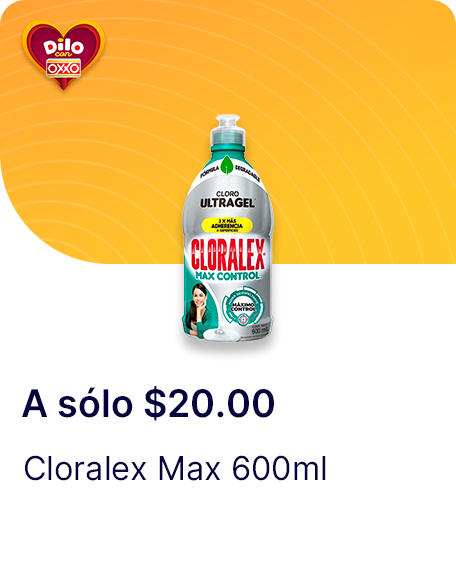 Dilo
con
OXXO
FÓRMULA DEGRADABLE
CLORO
ULTRAGEL
3 X MÁS
ADHERENCIA
A SUPERFICIES
CLORALEX
MAX CONTROL
MÁXIMO
CONTROL
600 ml
A sólo $20.00
Cloralex Max 600ml